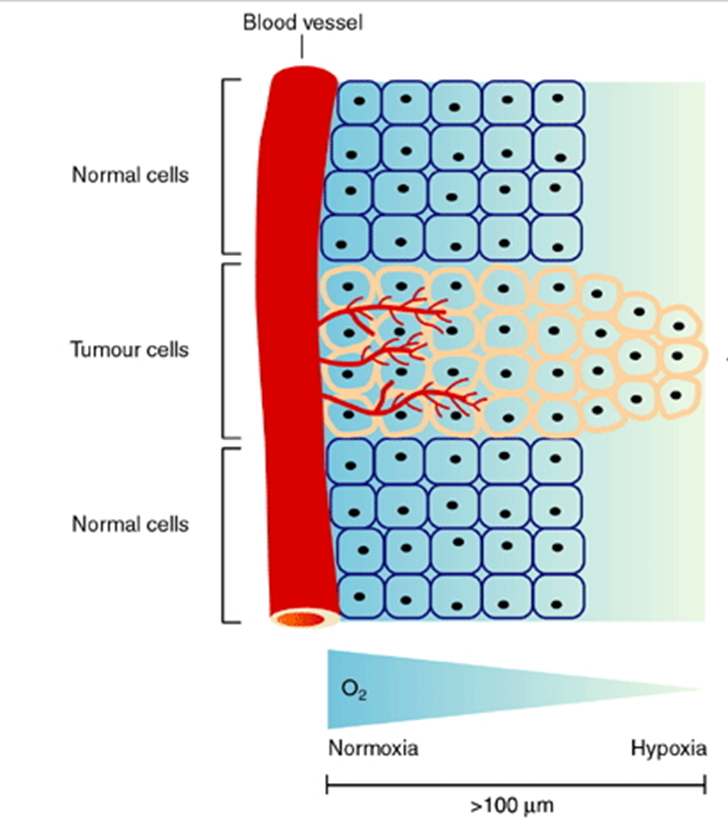 Blood vessel
Normal cells
Tumour cells
Normal cells
O₂
Normoxia
Hypoxia
>100 μm